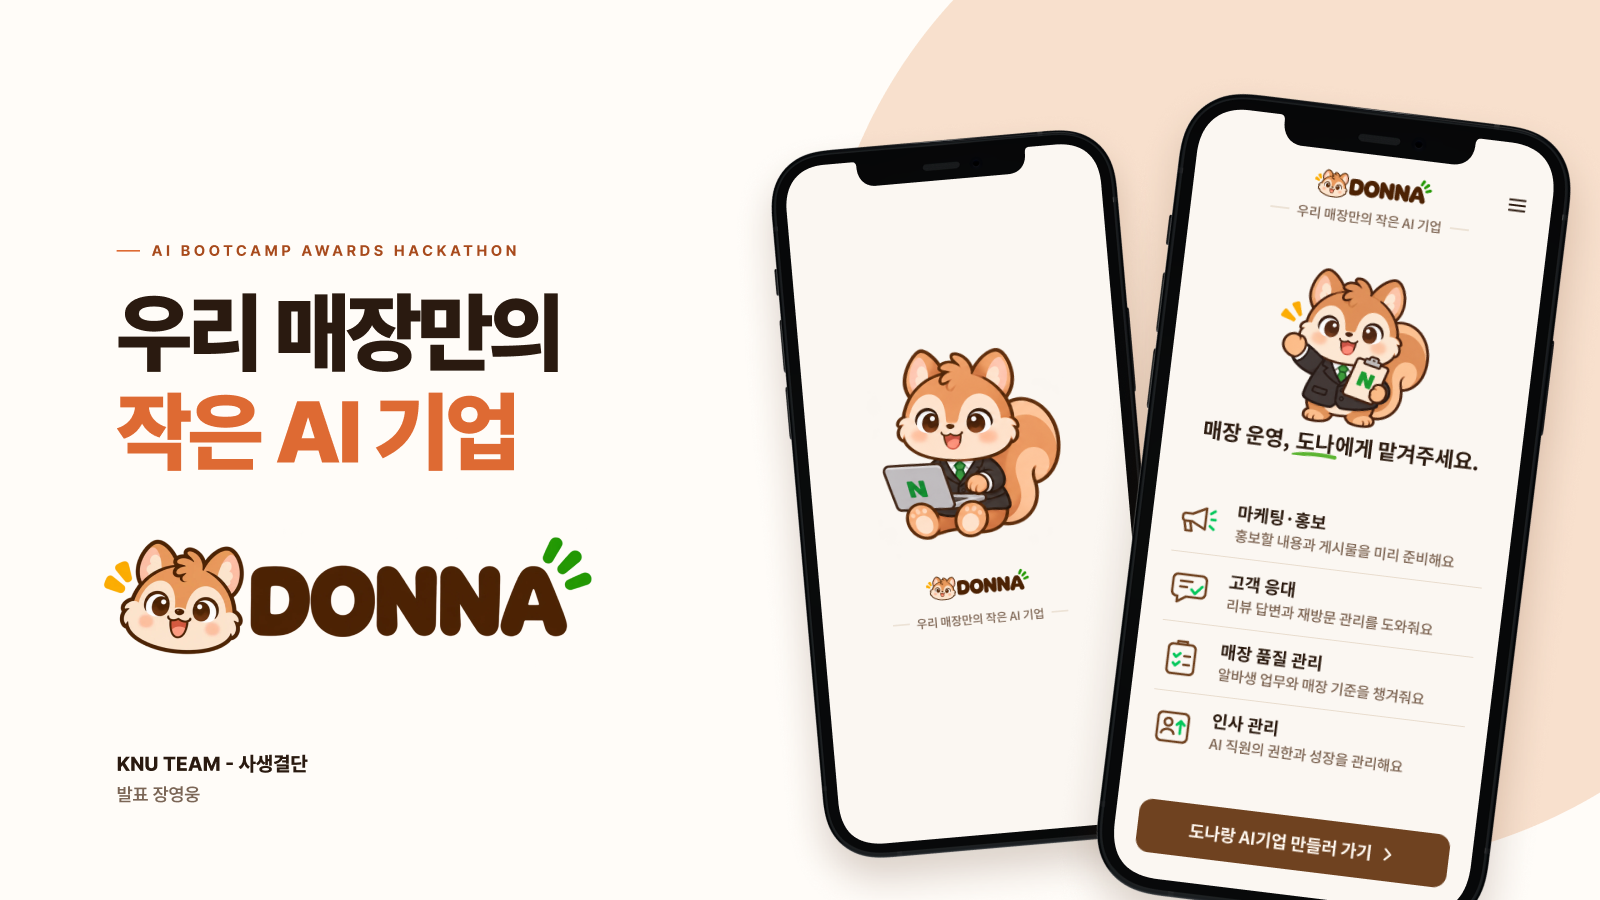 AI BOOTCAMP AWARDS HACKATHON
우리 매장만의
작은 AI 기업
DONNA
KNU TEAM - 사생결단
발표 장영웅
N
DONNA
우리 매장만의 작은 AI 기업
DONNA
우리 매장만의 작은 AI 기업
N
매장 운영, 도나에게 맡겨주세요.
마케팅·홍보
홍보할 내용과 게시물을 미리 준비해요
고객 응대
리뷰 답변과 재방문 관리를 도와줘요
매장 품질 관리
알바생 업무와 매장 기준을 챙겨줘요
인사 관리
AI 직원의 권한과 성장을 관리해요
도나랑 AI기업 만들러 가기